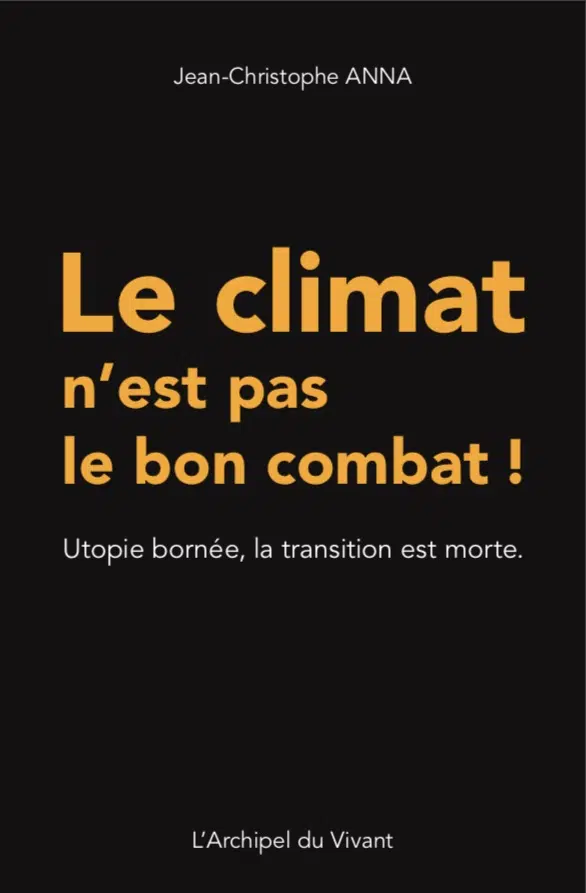 Jean-Christophe ANNA
Le climat
n’est pas
le bon combat !
Utopie bornée, la transition est morte.
L’Archipel du Vivant